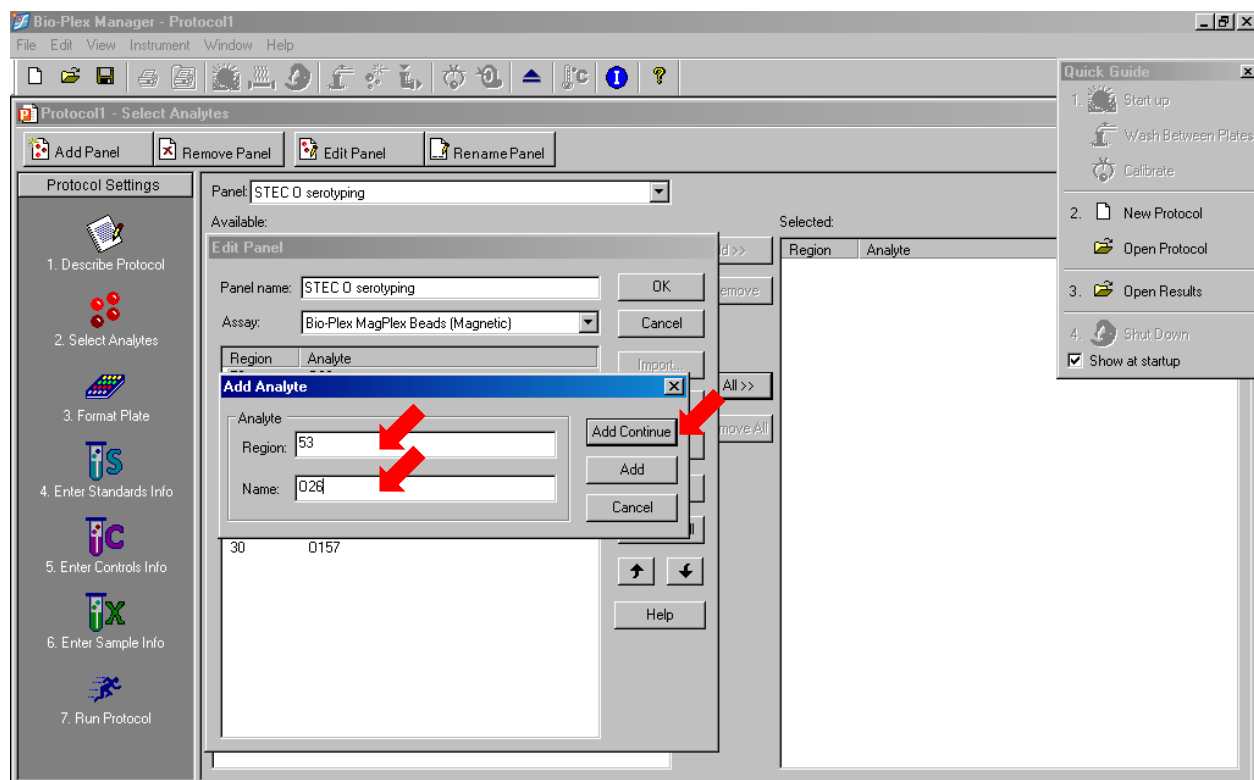 Bio-Plex Manager - Protocol1
File Edit View Instrument Window Help
Quick Guide
1. Start up
Wash Between Plates
Calibrate
2. New Protocol
Open Protocol
3. Open Results
4. Shut Down
Show at startup
Protocol1 - Select Analytes
Add Panel Remove Panel Edit Panel Rename Panel
Protocol Settings
1. Describe Protocol
2. Select Analytes
3. Format Plate
4. Enter Standards Info
5. Enter Controls Info
6. Enter Sample Info
7. Run Protocol
Panel: STEC O serotyping
Available:
Selected:
Region Analyte
Edit Panel
Panel name: STEC O serotyping
OK
Assay: Bio-Plex MagPlex Beads (Magnetic)
Cancel
Region Analyte
Import...
All >>
Add Analyte
Analyte
Region: 53
Name: O26
Add Continue
Add
Cancel
30 O157
Help